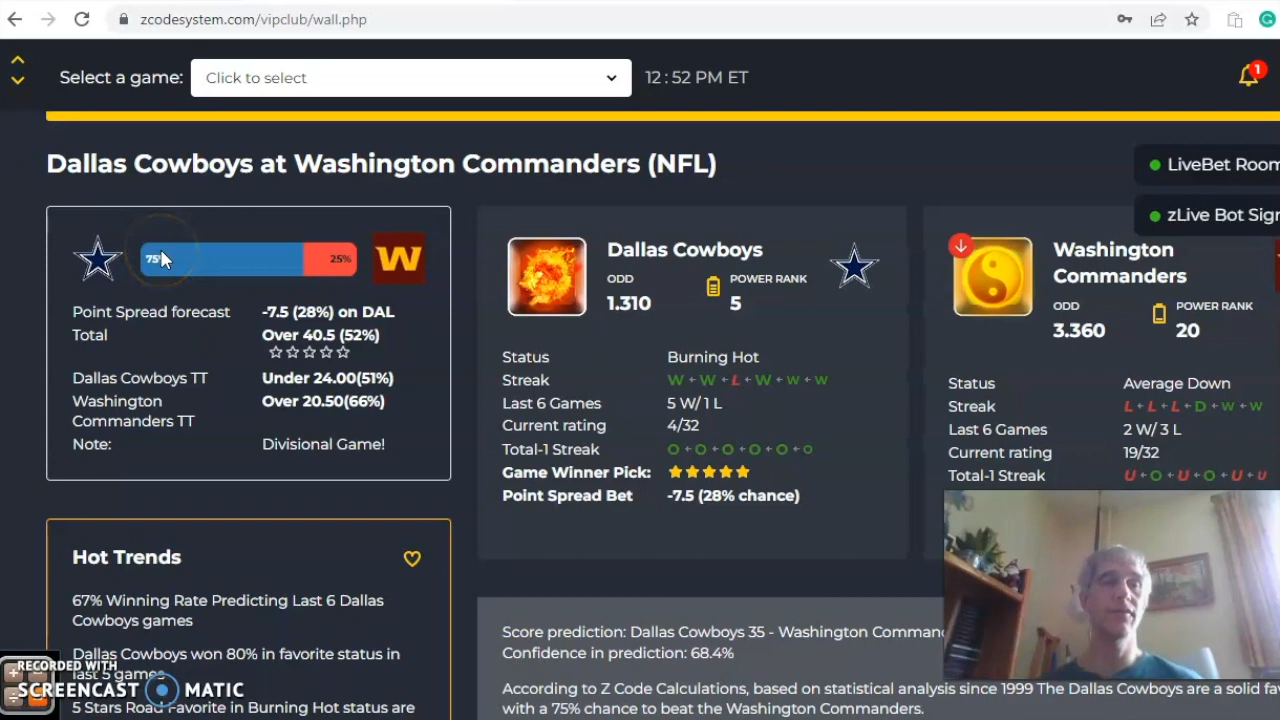 zcodesystem.com/vipclub/wall.php
Select a game:
Click to select
12:52 PM ET
1
Dallas Cowboys at Washington Commanders (NFL)
LiveBet Room
zLive Bot Sig
75%
25%
W
Point Spread forecast -7.5 (28%) on DAL
Total Over 40.5 (52%)
Dallas Cowboys TT Under 24.00(51%)
Washington Commanders TT Over 20.50(66%)
Note: Divisional Game!
Dallas Cowboys
ODD
1.310
POWER RANK
5
Status Burning Hot
Streak W W L W W W
Last 6 Games 5 W/ 1 L
Current rating 4/32
Total-1 Streak O O O O O O
Game Winner Pick:
Point Spread Bet -7.5 (28% chance)
Washington
Commanders
ODD
3.360
POWER RANK
20
Status Average Down
Streak L L L D W W
Last 6 Games 2 W/ 3 L
Current rating 19/32
Total-1 Streak U O U O U U
Hot Trends
67% Winning Rate Predicting Last 6 Dallas
Cowboys games
Dallas Cowboys won 80% in favorite status in
last 5 games
5 Stars Road Favorite in Burning Hot status are
Score prediction: Dallas Cowboys 35 - Washington Comman
Confidence in prediction: 68.4%
According to Z Code Calculations, based on statistical analysis since 1999 The Dallas Cowboys are a solid fa
with a 75% chance to beat the Washington Commanders.
RECORDED WITH
SCREENCAST MATIC